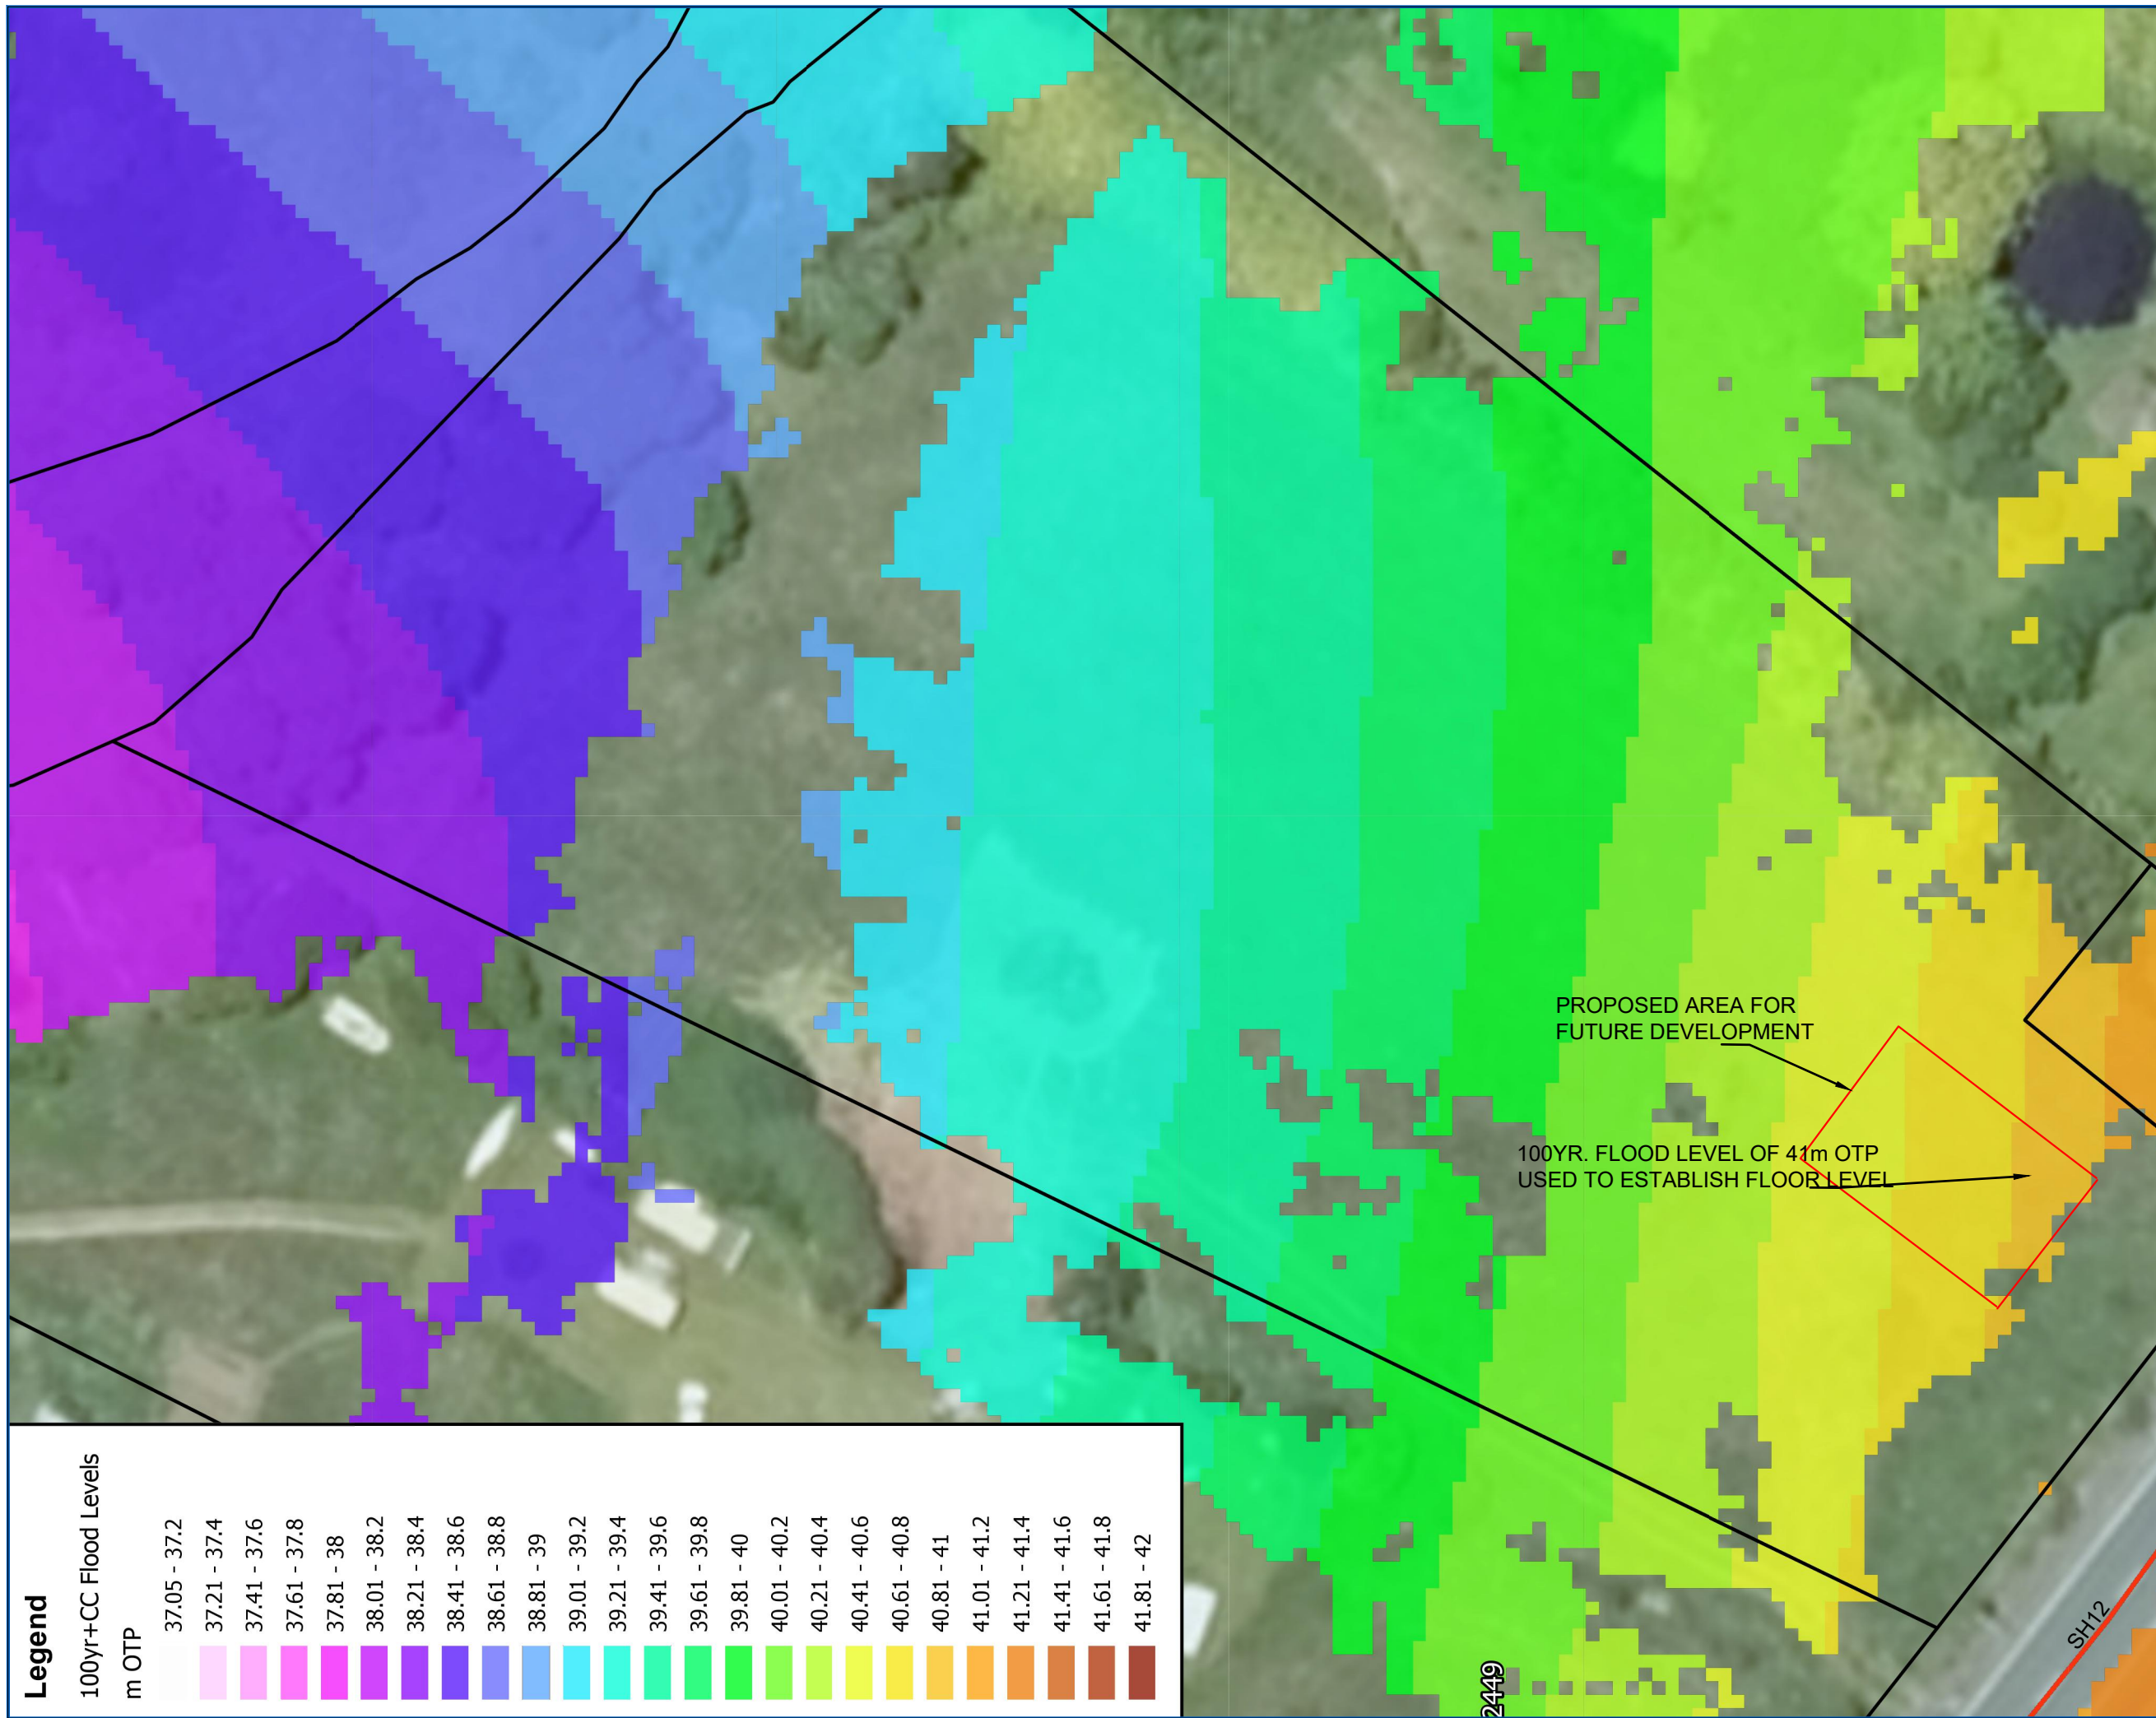 PROPOSED AREA FOR
FUTURE DEVELOPMENT
100YR. FLOOD LEVEL OF 41m OTP
USED TO ESTABLISH FLOOR LEVEL
Legend
100yr+CC Flood Levels
m OTP
37.05 - 37.2
37.21 - 37.4
37.41 - 37.6
37.61 - 37.8
37.81 - 38
38.01 - 38.2
38.21 - 38.4
38.41 - 38.6
38.61 - 38.8
38.81 - 39
39.01 - 39.2
39.21 - 39.4
39.41 - 39.6
39.61 - 39.8
39.81 - 40
40.01 - 40.2
40.21 - 40.4
40.41 - 40.6
40.61 - 40.8
40.81 - 41
41.01 - 41.2
41.21 - 41.4
41.41 - 41.6
41.61 - 41.8
41.81 - 42
2449
SH12